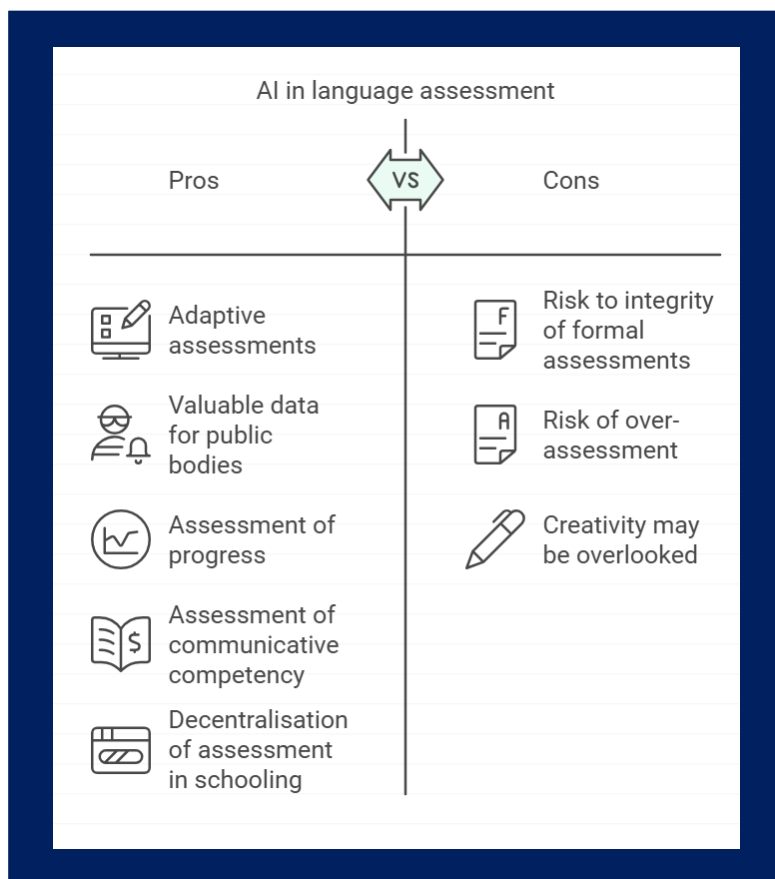 AI in language assessment
Pros
VS
Cons
Adaptive
assessments
Valuable data
for public
bodies
Assessment of
progress
Assessment of
communicative
competency
$
Decentralisation
of assessment
in schooling
F
Risk to integrity
of formal
assessments
A
Risk of over-
assessment
Creativity may
be overlooked